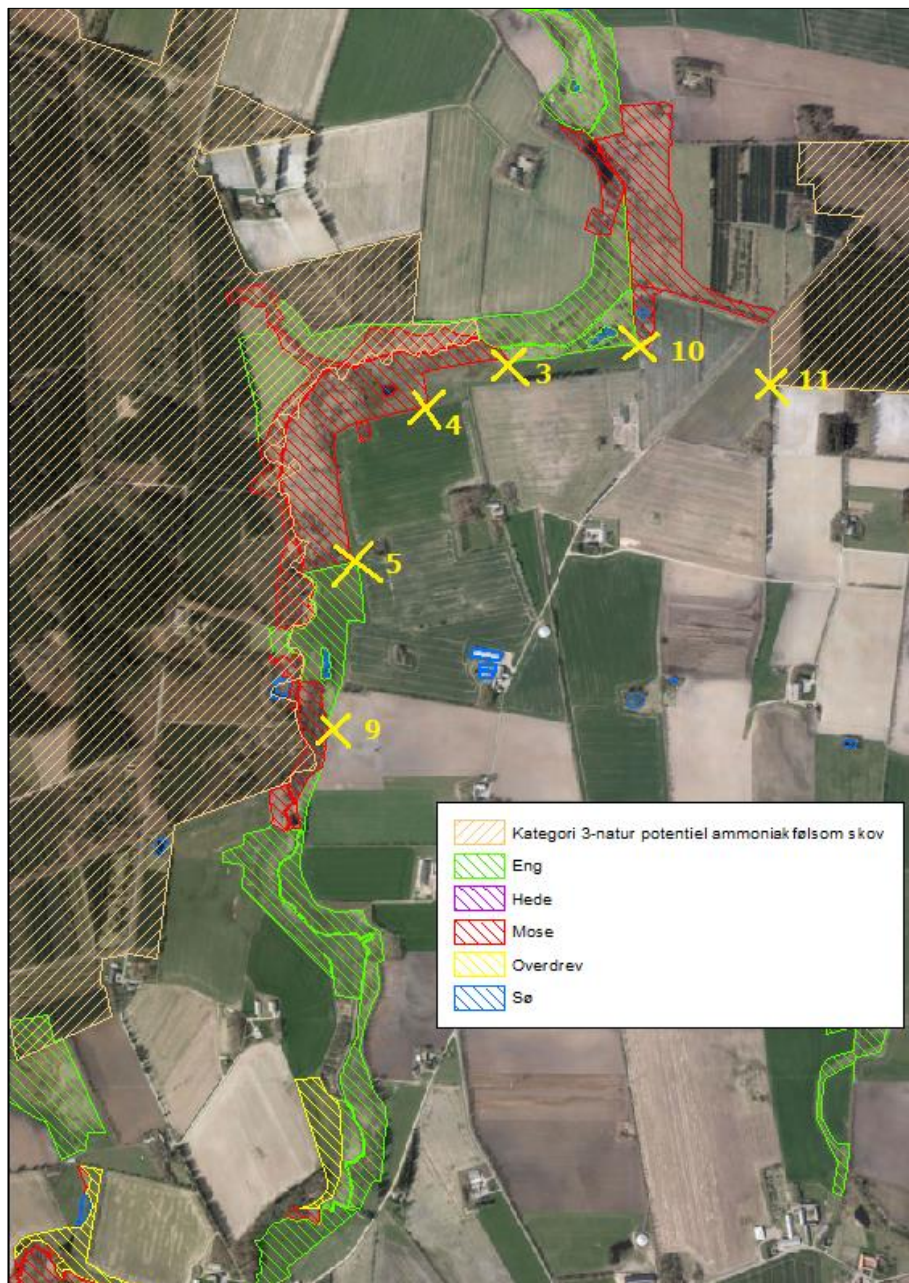 10
3
11
4
5
9
Kategori 3-natur potentiel ammoniakfølsom skov
Eng
Hede
Mose
Overdrev
Sø